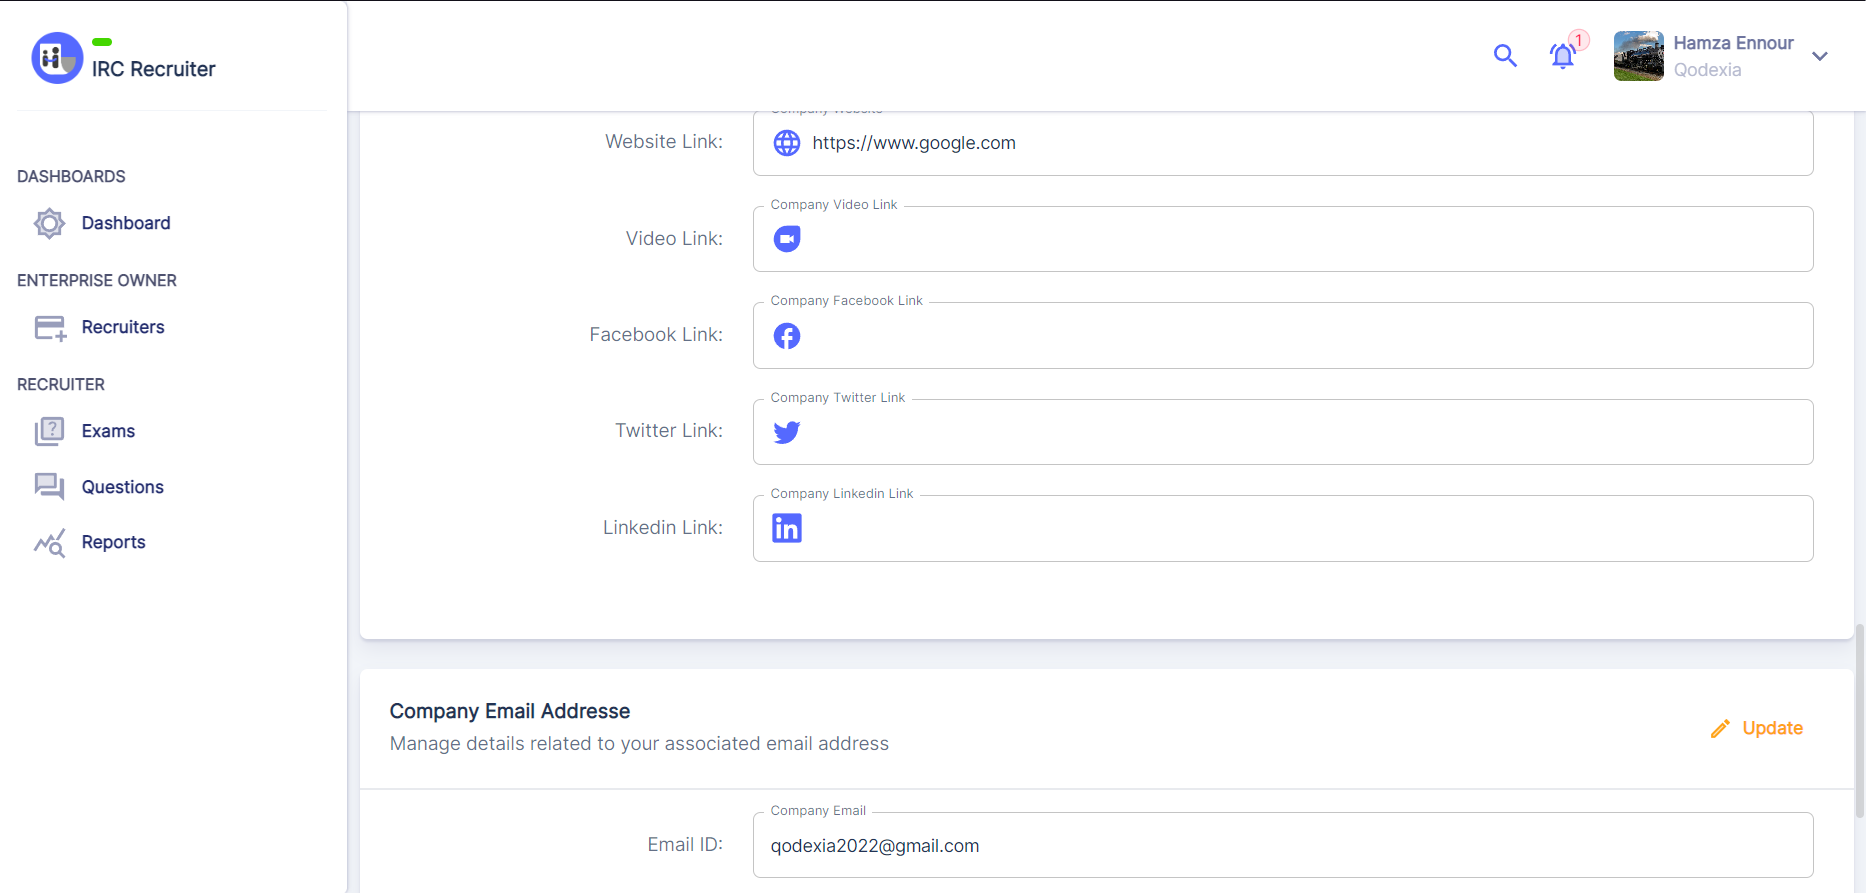 IRC Recruiter
1
Hamza Ennour
Qodexia
DASHBOARDS
Dashboard
ENTERPRISE OWNER
Recruiters
RECRUITER
Exams
Questions
Reports
Company Website
Website Link:
https://www.google.com
Company Video Link
Video Link:
Company Facebook Link
Facebook Link:
Company Twitter Link
Twitter Link:
Company Linkedin Link
Linkedin Link:
Company Email Addresse
Manage details related to your associated email address
Update
Company Email
Email ID:
qodexia2022@gmail.com